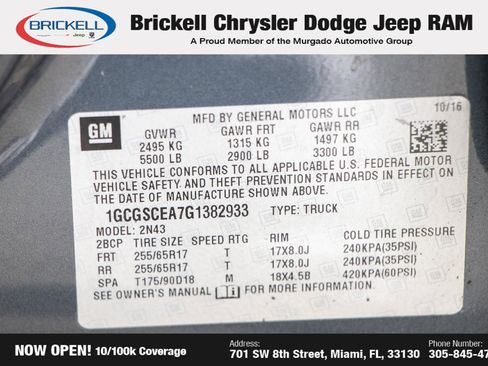 BRICKELL
Jeep
Brickell Chrysler Dodge Jeep RAM
A Proud Member of the Murgado Automotive Group
GM
MFD BY GENERAL MOTORS LLC
10/16
GVWR GAWR FRT GAWR RR
2495 KG 1315 KG 1497 KG
5500 LB 2900 LB 3300 LB
THIS VEHICLE CONFORMS TO ALL APPLICABLE U.S. FEDERAL MOTOR
VEHICLE SAFETY AND THEFT PREVENTION STANDARDS IN EFFECT ON
THE DATE OF MANUFACTURE SHOWN ABOVE.
1GCGSCEA7G1382933 TYPE: TRUCK
MODEL: 2N43
2BCP TIRE SIZE SPEED RTG RIM COLD TIRE PRESSURE
FRT 255/65R17 T 17X8.0J 240KPA(35PSI)
RR 255/65R17 T 17X8.0J 240KPA(35PSI)
SPA T175/90D18 M 18X4.5B 420KPA(60PSI)
SEE OWNER'S MANUAL FOR MORE INFORMATION.
NOW OPEN! 10/100k Coverage
Address:
701 SW 8th Street, Miami, FL, 33130
Phone Number:
305-845-47